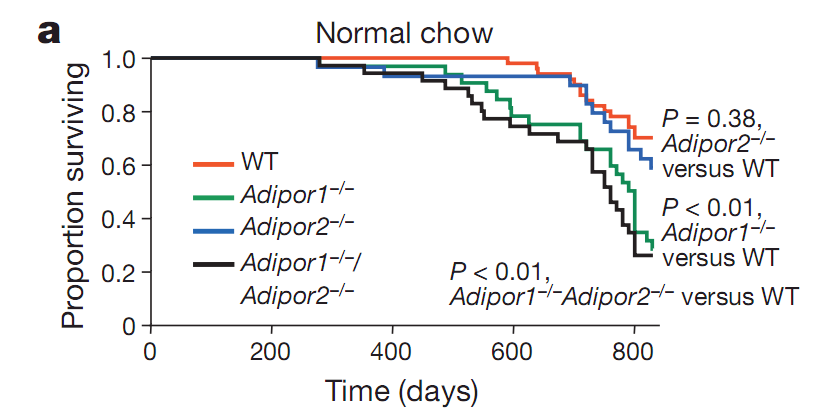 a
Normal chow
Proportion surviving
1.0
0.8
0.6
0.4
0.2
0
WT
Adipor1⁻/⁻
Adipor2⁻/⁻
Adipor1⁻/⁻/
Adipor2⁻/⁻
P = 0.38,
Adipor2⁻/⁻
versus WT
P < 0.01,
Adipor1⁻/⁻
versus WT
P < 0.01,
Adipor1⁻/⁻Adipor2⁻/⁻ versus WT
0 200 400 600 800
Time (days)